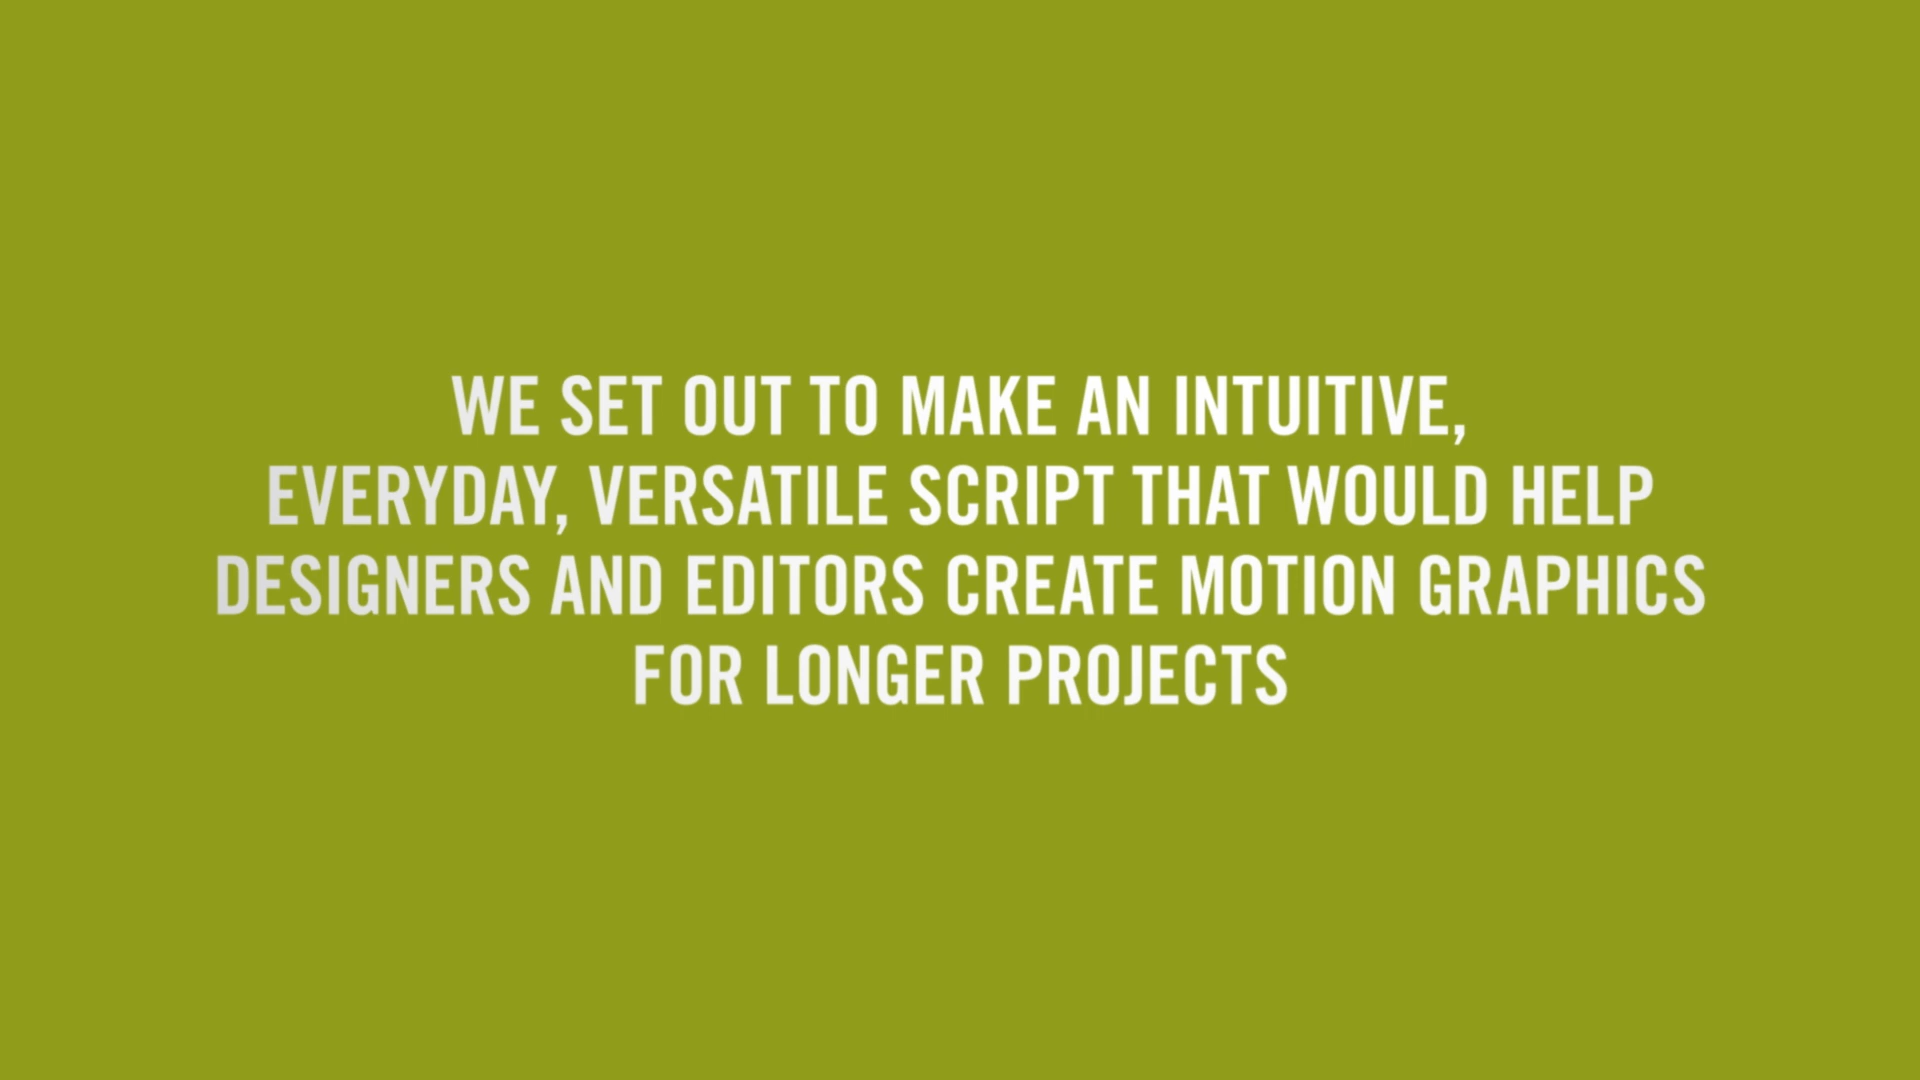 WE SET OUT TO MAKE AN INTUITIVE,
EVERYDAY, VERSATILE SCRIPT THAT WOULD HELP
DESIGNERS AND EDITORS CREATE MOTION GRAPHICS
FOR LONGER PROJECTS